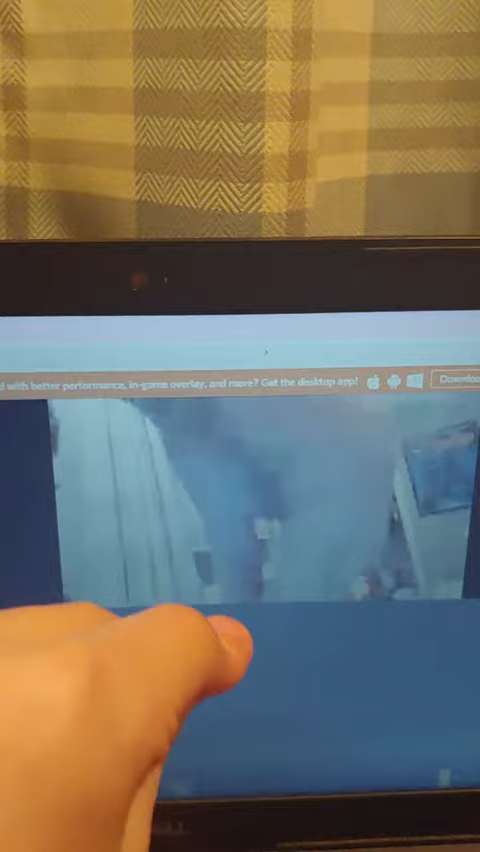 d with better performance, in-game overlay, and more? Get the desktop app!
Downloa